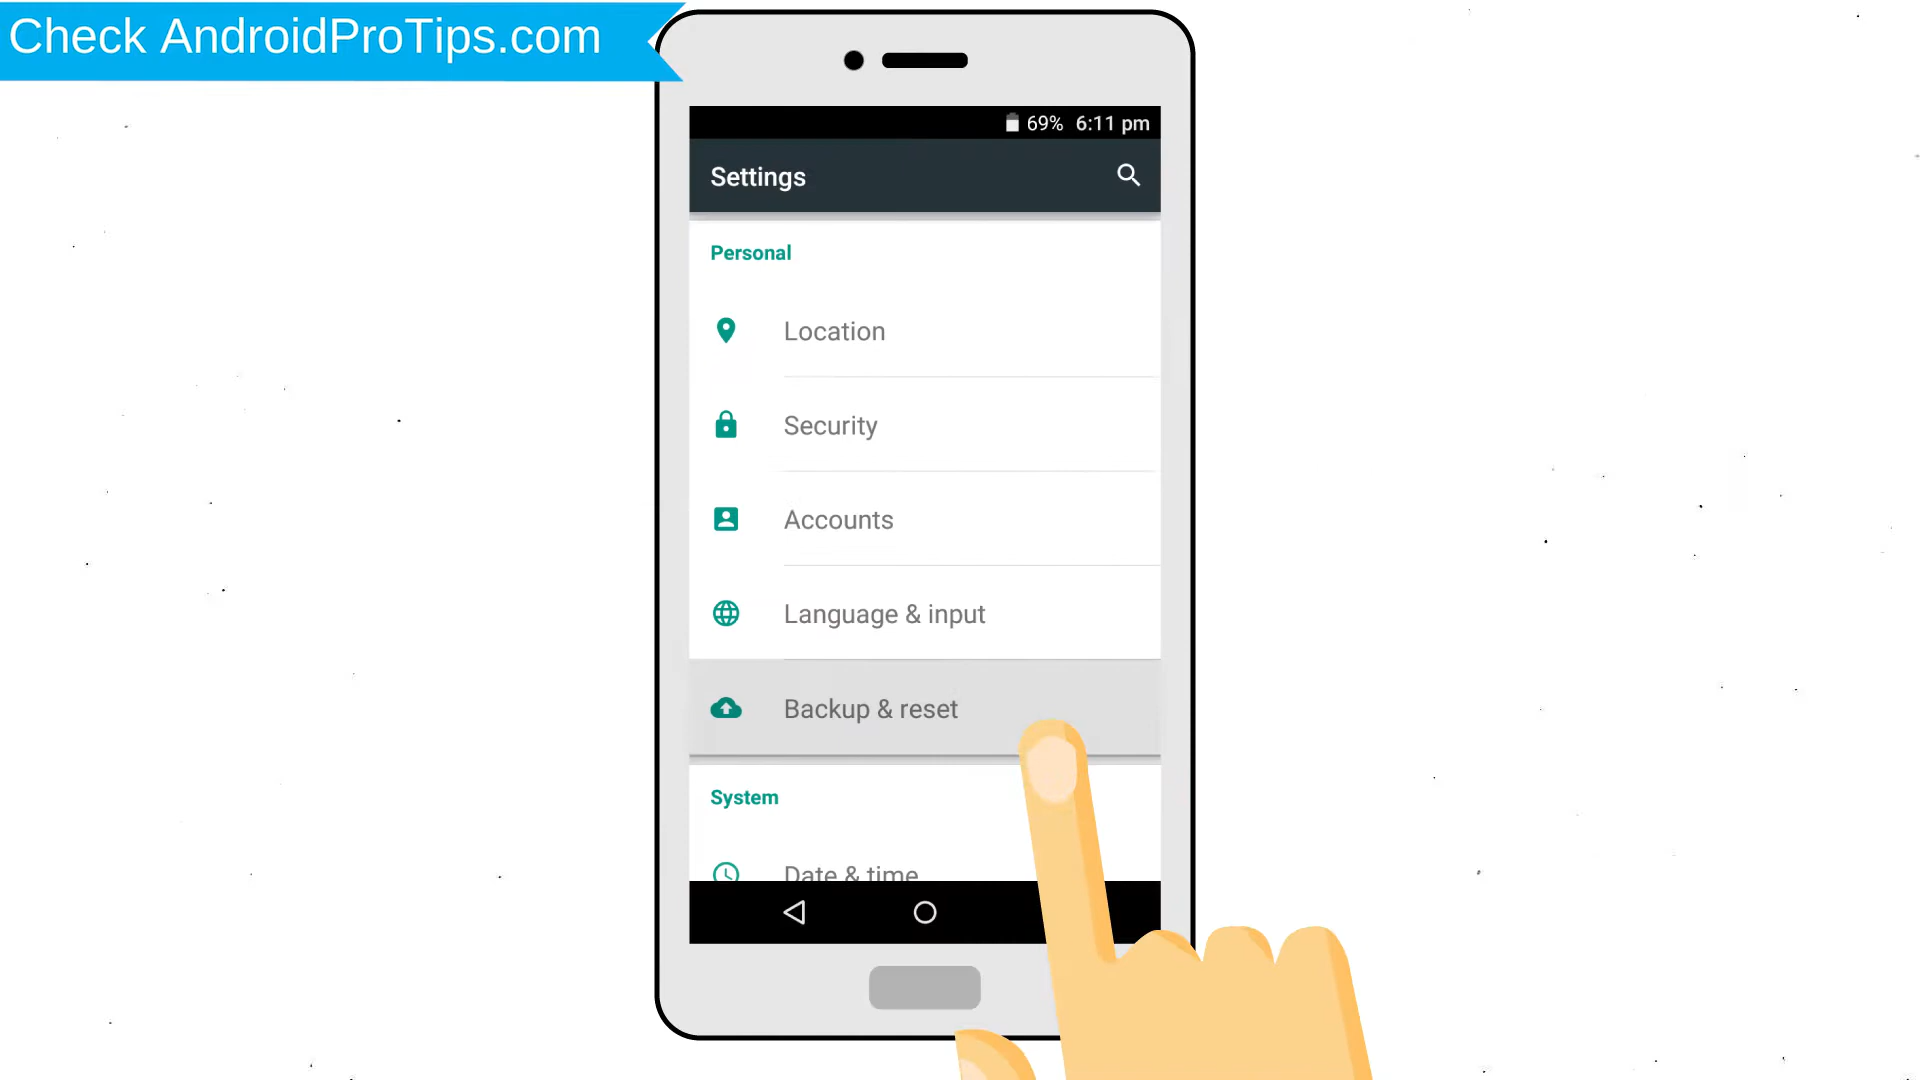 Check AndroidProTips.com
69% 6:11 pm
Settings
Personal
Location
Security
Accounts
Language & input
Backup & reset
System
Date & time